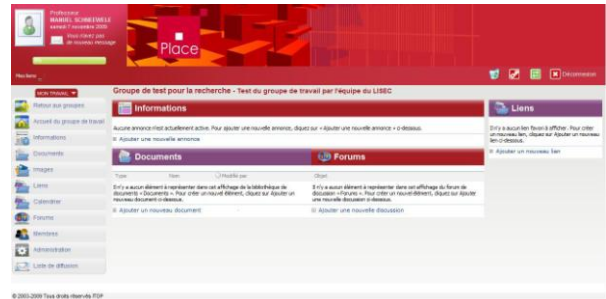 Professeur
MANUEL SCHNEEWELE
samedi 7 novembre 2009
Vous n'avez pas
de nouveau message
Place
Déconnexion
MON TRAVAIL
Groupe de test pour la recherche - Test du groupe de travail par l'équipe du LISEC
Retour aux groupes
Accueil du groupe de travail
Informations
Documents
Images
Liens
Calendrier
Forums
Membres
Administration
Liste de diffusion
Informations
Aucune annonce n'est actuellement active. Pour ajouter une nouvelle annonce, cliquez sur « Ajouter une nouvelle annonce » ci-dessous.
Ajouter une nouvelle annonce
Documents
Type Nom Modifié par
Il n'y a aucun élément à représenter dans cet affichage de la bibliothèque de
documents « Documents ». Pour créer un nouvel élément, cliquez sur Ajouter un
nouveau document ci-dessous.
Ajouter un nouveau document
Forums
Objet
Il n'y a aucun élément à représenter dans cet affichage du forum de
discussion « Forums ». Pour créer un nouvel élément, cliquez sur Ajouter
une nouvelle discussion ci-dessous.
Ajouter une nouvelle discussion
Liens
Il n'y a aucun lien favori à afficher. Pour créer
un nouveau lien, cliquez sur Ajouter un nouveau
lien ci-dessous.
Ajouter un nouveau lien
© 2003-2009 Tous droits réservés ITOP